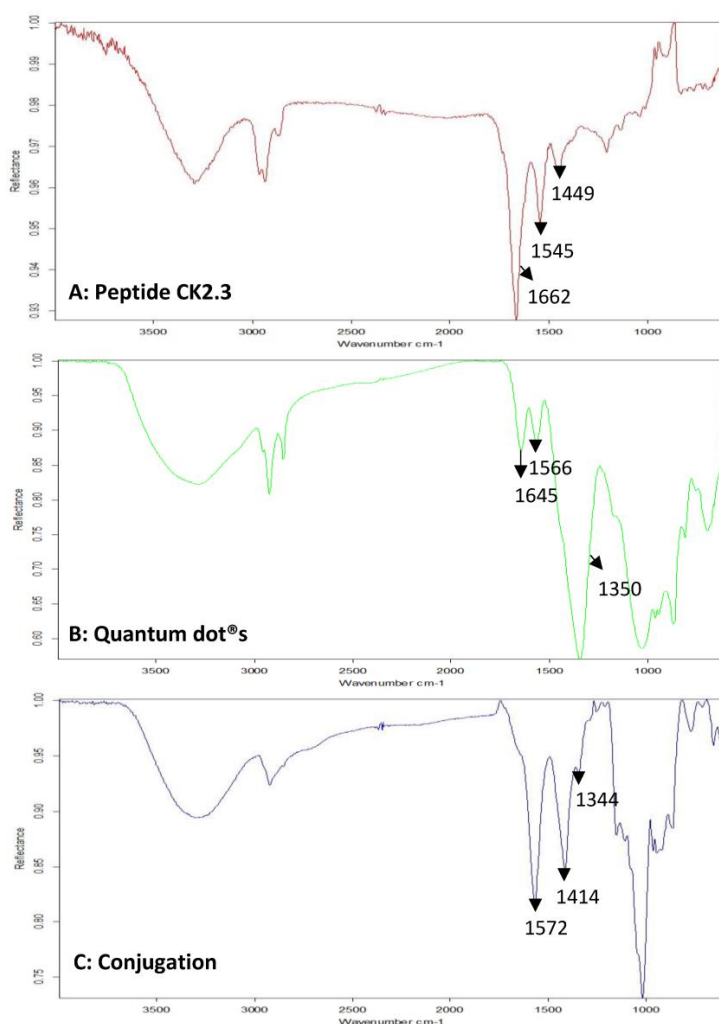 1.00
0.99
0.98
0.97
0.96
0.95
0.94
0.93
Reflectance
1449
1545
1662
A: Peptide CK2.3
3500 3000 2500 2000 1500 1000
Wavenumber cm-1
1.00
0.95
0.90
0.85
0.80
0.75
0.70
0.65
0.60
Reflectance
1566
1645
1350
B: Quantum dot®s
3500 3000 2500 2000 1500 1000
Wavenumber cm-1
1.00
0.95
0.90
0.85
0.80
0.75
Reflectance
1344
1414
1572
C: Conjugation
3500 3000 2500 2000 1500 1000
Wavenumber cm-1